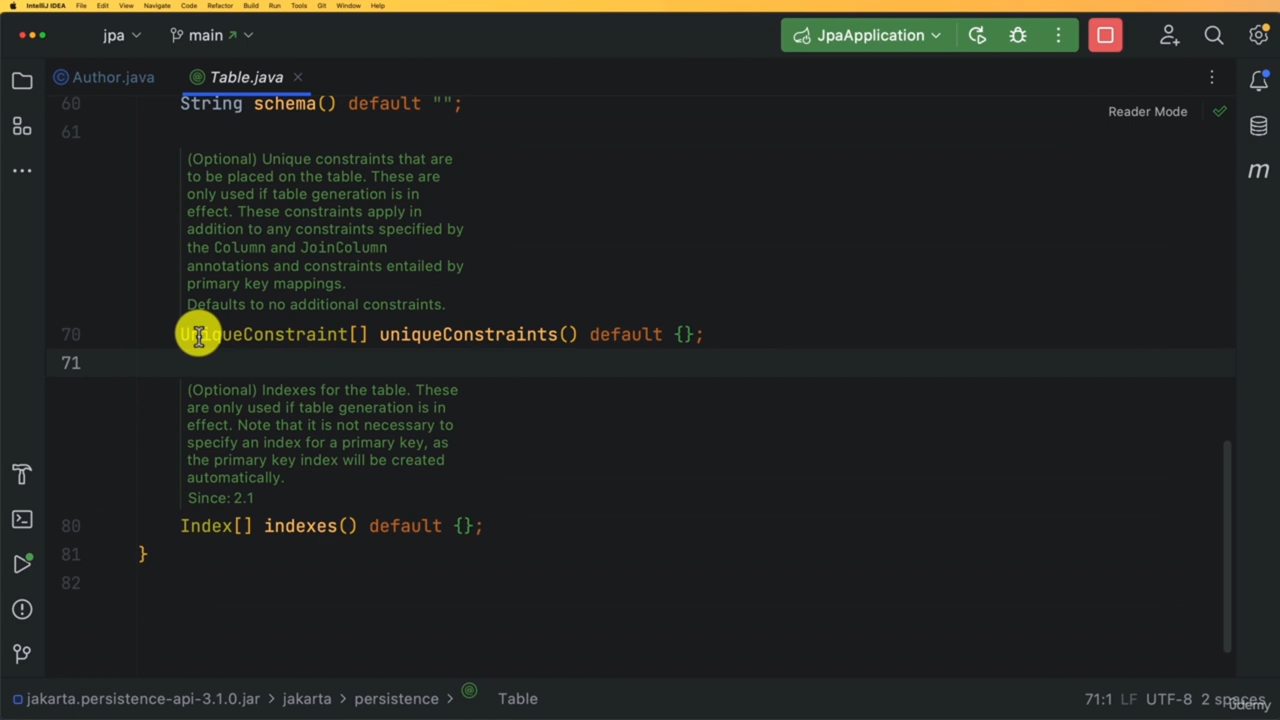 IntelliJ IDEA File Edit View Navigate Code Refactor Build Run Tools Git Window Help
jpa main JpaApplication
Author.java Table.java
Reader Mode
60 String schema() default "";
61
(Optional) Unique constraints that are
to be placed on the table. These are
only used if table generation is in
effect. These constraints apply in
addition to any constraints specified by
the Column and JoinColumn
annotations and constraints entailed by
primary key mappings.
Defaults to no additional constraints.
70 UniqueConstraint[] uniqueConstraints() default {};
71
(Optional) Indexes for the table. These
are only used if table generation is in
effect. Note that it is not necessary to
specify an index for a primary key, as
the primary key index will be created
automatically.
Since: 2.1
80 Index[] indexes() default {};
81 }
82
jakarta.persistence-api-3.1.0.jar > jakarta > persistence > Table 71:1 LF UTF-8 2 spaces
udemy